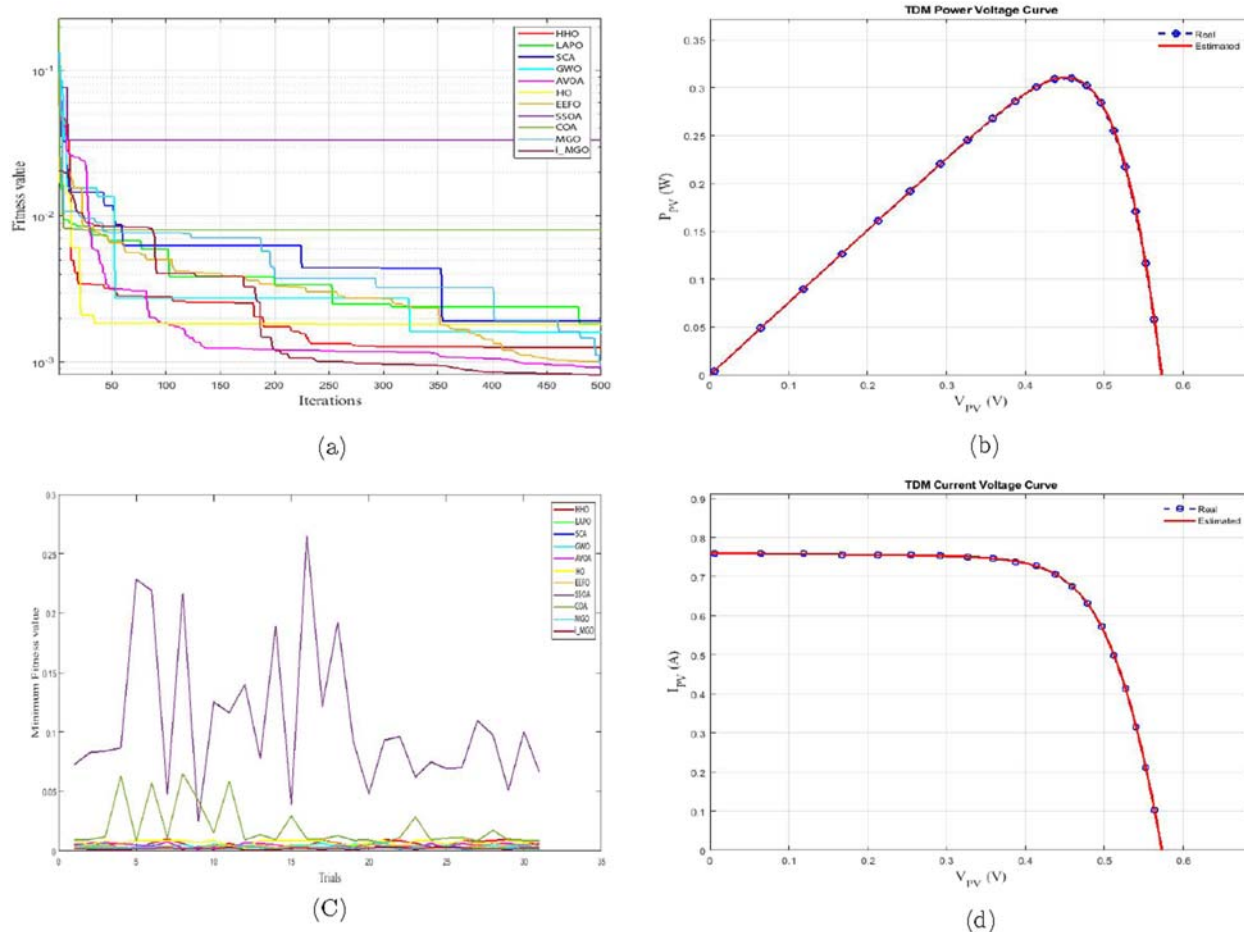 Fitness value
10^-1
10^-2
10^-3
50 100 150 200 250 300 350 400 450 500
Iterations
HHO
LAPO
SCA
GWO
AVOA
HO
EEFO
SSOA
COA
MGO
I_MGO
(a)
TDM Power Voltage Curve
Real
Estimated
P_PV (W)
0.35
0.3
0.25
0.2
0.15
0.1
0.05
0
0 0.1 0.2 0.3 0.4 0.5 0.6
V_PV (V)
(b)
Minimum Fitness value
0.3
0.25
0.2
0.15
0.1
0.05
0
0 5 10 15 20 25 30 35
Trials
HHO
LAPO
SCA
GWO
AVOA
HO
EEFO
SSOA
COA
MGO
I_MGO
(C)
TDM Current Voltage Curve
Real
Estimated
I_PV (A)
0.9
0.8
0.7
0.6
0.5
0.4
0.3
0.2
0.1
0
0 0.1 0.2 0.3 0.4 0.5 0.6
V_PV (V)
(d)